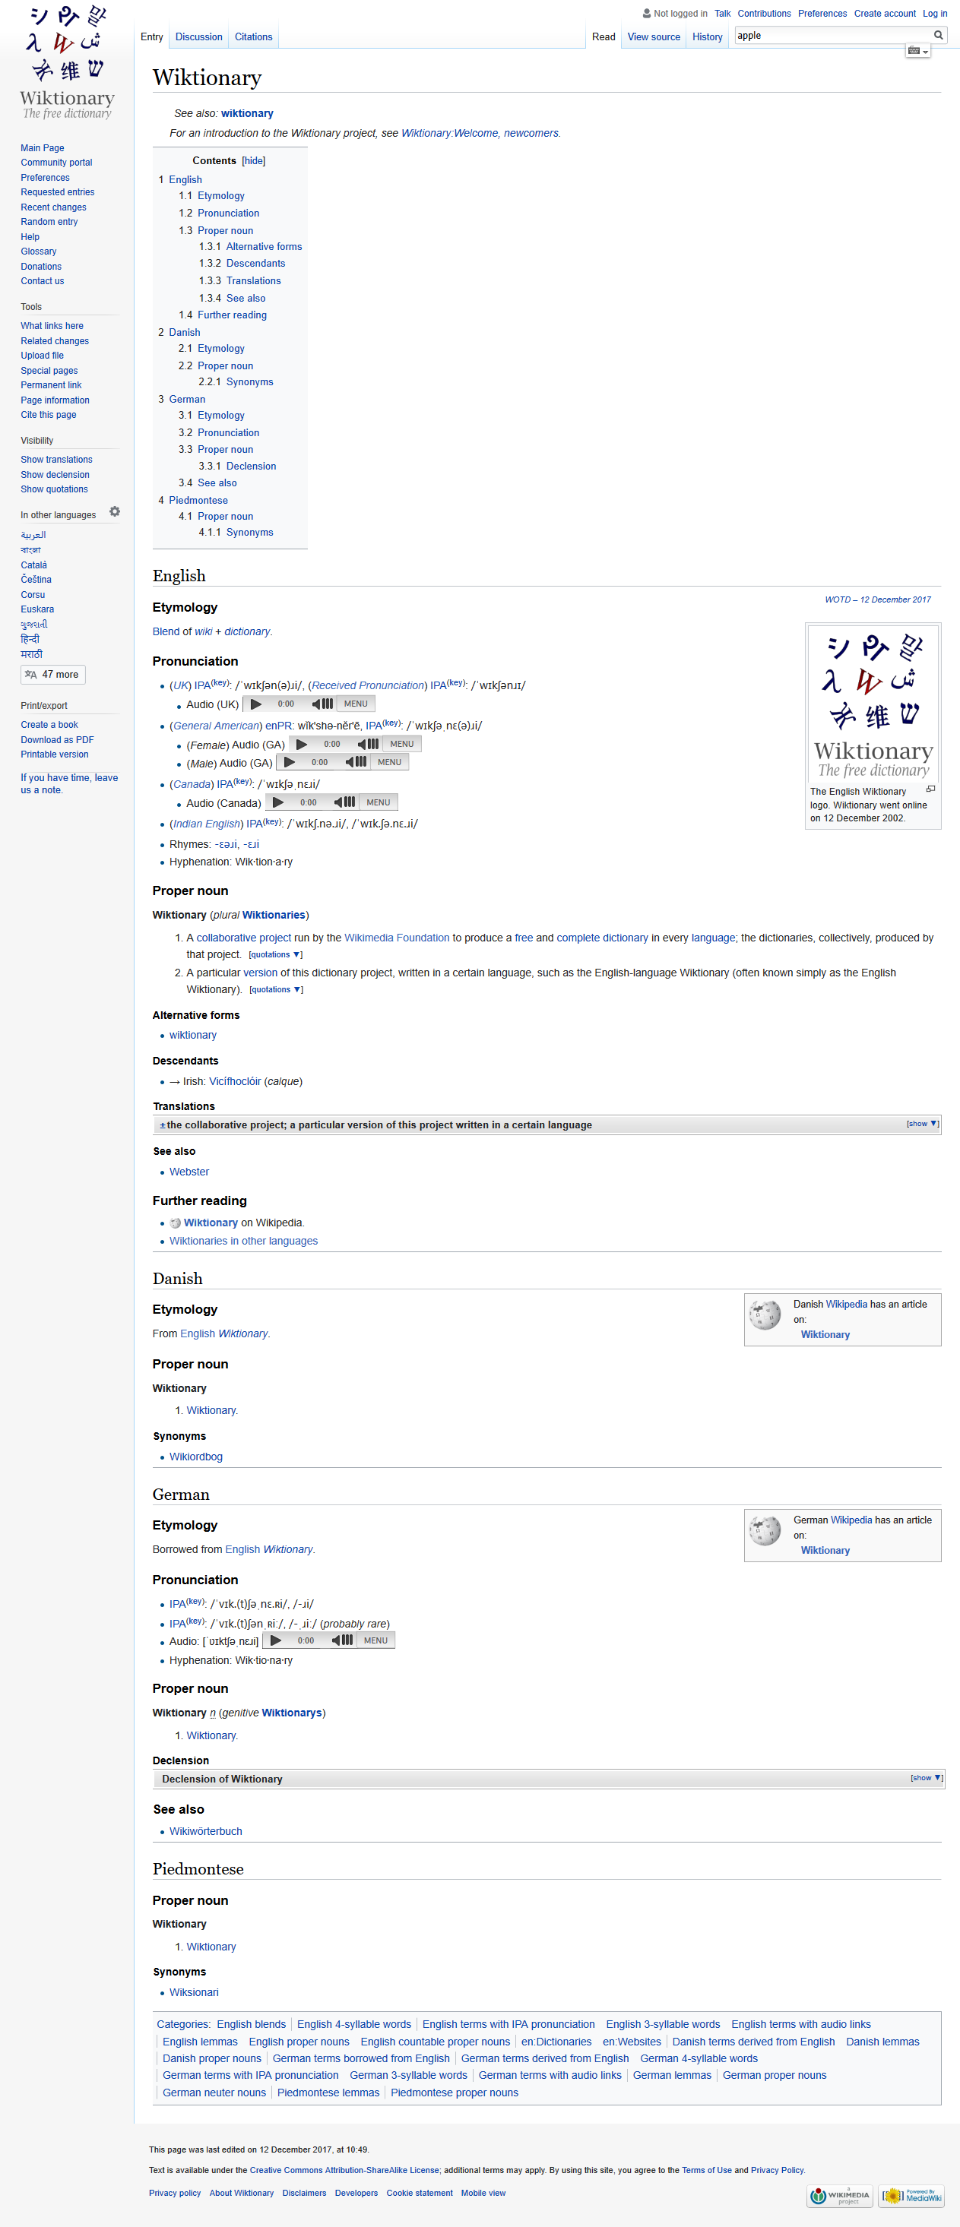 Not logged in Talk Contributions Preferences Create account Log in
Entry Discussion Citations Read View source History apple
Wiktionary
The free dictionary
Main Page
Community portal
Preferences
Requested entries
Recent changes
Random entry
Help
Glossary
Donations
Contact us
Tools
What links here
Related changes
Upload file
Special pages
Permanent link
Page information
Cite this page
Visibility
Show translations
Show declension
Show quotations
In other languages
العربية
বাংলা
Català
Čeština
Corsu
Euskara
ગુજરાતી
हिन्दी
मराठी
47 more
Print/export
Create a book
Download as PDF
Printable version
If you have time, leave
us a note.
Wiktionary
See also: wiktionary
For an introduction to the Wiktionary project, see Wiktionary:Welcome, newcomers.
Contents [hide]
1 English
1.1 Etymology
1.2 Pronunciation
1.3 Proper noun
1.3.1 Alternative forms
1.3.2 Descendants
1.3.3 Translations
1.3.4 See also
1.4 Further reading
2 Danish
2.1 Etymology
2.2 Proper noun
2.2.1 Synonyms
3 German
3.1 Etymology
3.2 Pronunciation
3.3 Proper noun
3.3.1 Declension
3.4 See also
4 Piedmontese
4.1 Proper noun
4.1.1 Synonyms
English
WOTD – 12 December 2017
Etymology
Blend of wiki + dictionary.
Wiktionary
The free dictionary
The English Wiktionary
logo. Wiktionary went online
on 12 December 2002.
Pronunciation
(UK) IPA(key): /ˈwɪkʃən(ə)ɹi/, (Received Pronunciation) IPA(key): /ˈwɪkʃənɹɪ/
Audio (UK) 0:00 MENU
(General American) enPR: wĭk'shə-nĕr'ē, IPA(key): /ˈwɪkʃəˌnɛ(ə)ɹi/
(Female) Audio (GA) 0:00 MENU
(Male) Audio (GA) 0:00 MENU
(Canada) IPA(key): /ˈwɪkʃəˌnɛɹi/
Audio (Canada) 0:00 MENU
(Indian English) IPA(key): /ˈwɪkʃ.nə.ɹi/, /ˈwɪk.ʃə.nɛ.ɹi/
Rhymes: -ɛəɹi, -ɛɹi
Hyphenation: Wik·tion·a·ry
Proper noun
Wiktionary (plural Wiktionaries)
1. A collaborative project run by the Wikimedia Foundation to produce a free and complete dictionary in every language; the dictionaries, collectively, produced by
that project. [quotations ▼]
2. A particular version of this dictionary project, written in a certain language, such as the English-language Wiktionary (often known simply as the English
Wiktionary). [quotations ▼]
Alternative forms
wiktionary
Descendants
→ Irish: Vicífhoclóir (calque)
Translations
±the collaborative project; a particular version of this project written in a certain language [show ▼]
See also
Webster
Further reading
Wiktionary on Wikipedia.
Wiktionaries in other languages
Danish
Danish Wikipedia has an article
on:
Wiktionary
Etymology
From English Wiktionary.
Proper noun
Wiktionary
1. Wiktionary.
Synonyms
Wikiordbog
German
German Wikipedia has an article
on:
Wiktionary
Etymology
Borrowed from English Wiktionary.
Pronunciation
IPA(key): /ˈvɪk.(t)ʃəˌnɛ.ʀi/, /-ɹi/
IPA(key): /ˈvɪk.(t)ʃənˌʀiː/, /-ˌɹiː/ (probably rare)
Audio: [ˈʋɪktʃəˌnɛɹi] 0:00 MENU
Hyphenation: Wik·tio·na·ry
Proper noun
Wiktionary n (genitive Wiktionarys)
1. Wiktionary.
Declension
Declension of Wiktionary [show ▼]
See also
Wikiwörterbuch
Piedmontese
Proper noun
Wiktionary
1. Wiktionary
Synonyms
Wiksionari
Categories: English blends English 4-syllable words English terms with IPA pronunciation English 3-syllable words English terms with audio links
English lemmas English proper nouns English countable proper nouns en:Dictionaries en:Websites Danish terms derived from English Danish lemmas
Danish proper nouns German terms borrowed from English German terms derived from English German 4-syllable words
German terms with IPA pronunciation German 3-syllable words German terms with audio links German lemmas German proper nouns
German neuter nouns Piedmontese lemmas Piedmontese proper nouns
This page was last edited on 12 December 2017, at 10:49.
Text is available under the Creative Commons Attribution-ShareAlike License; additional terms may apply. By using this site, you agree to the Terms of Use and Privacy Policy.
Privacy policy About Wiktionary Disclaimers Developers Cookie statement Mobile view
A WIKIMEDIA project
Powered By MediaWiki